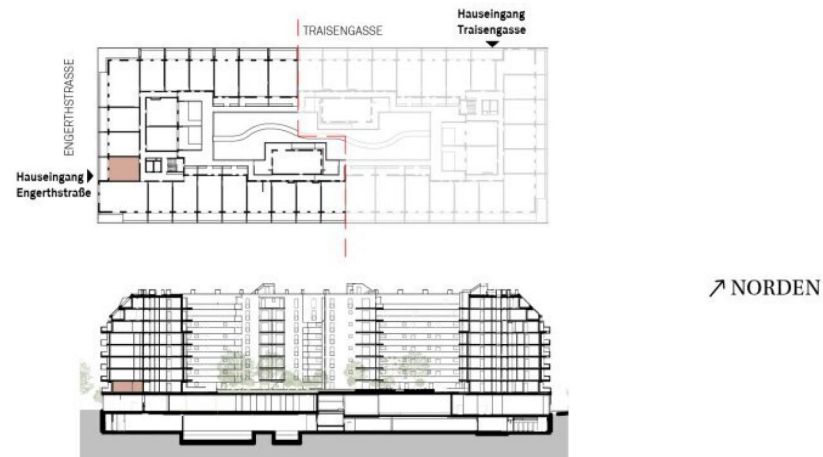 Hauseingang
Traisengasse
TRAISENGASSE
ENGERTHSTRASSE
Hauseingang
Engerthstraße
↗ NORDEN